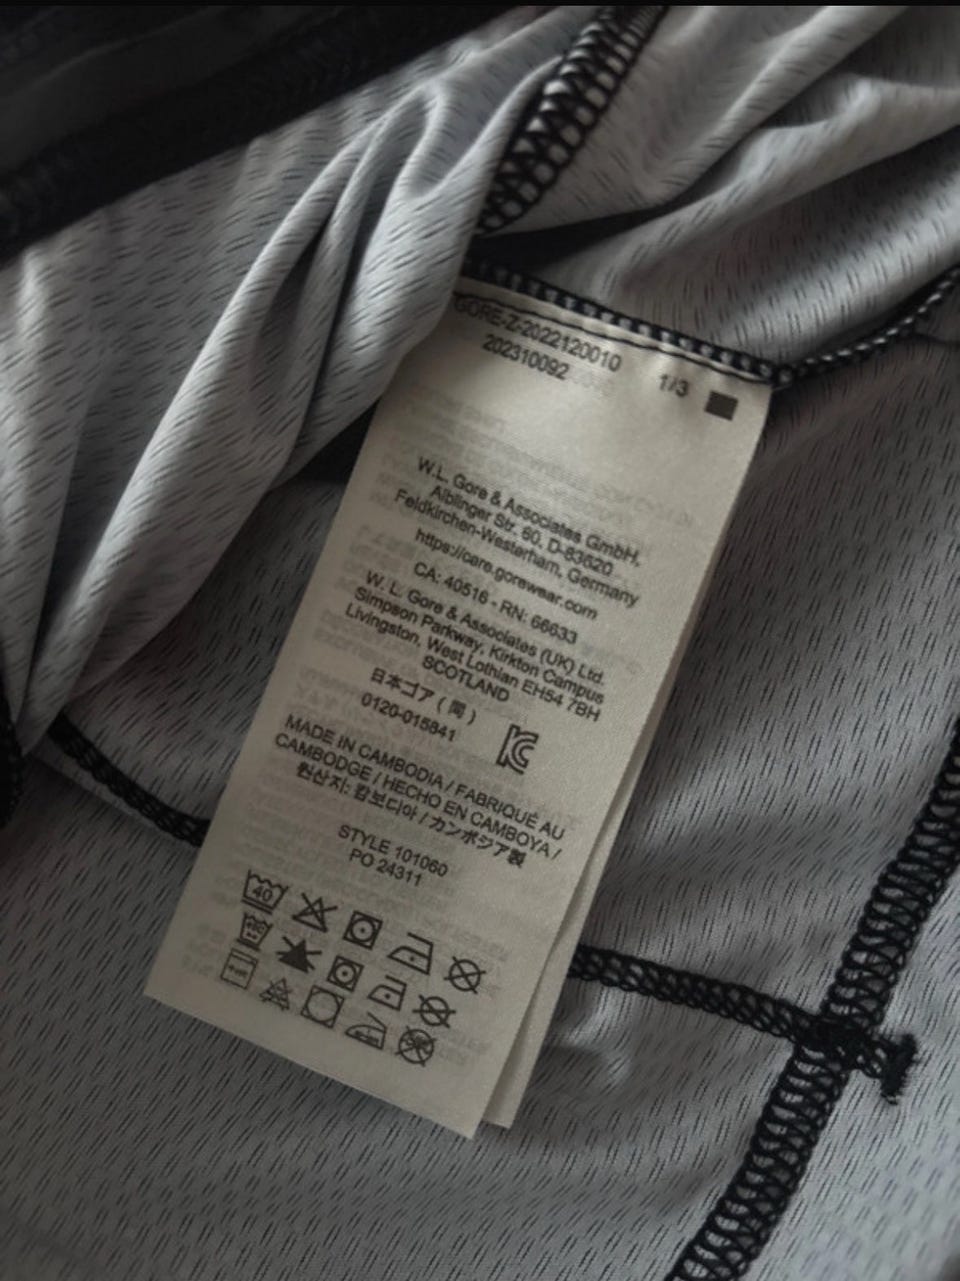 GORE-Z-2022120010
202310092
1/3
W.L. Gore & Associates GmbH,
Aiblinger Str. 60, D-83620
Feldkirchen-Westerham, Germany
https://care.gorewear.com
CA: 40516 - RN: 66633
W. L. Gore & Associates (UK) Ltd.
Simpson Parkway, Kirkton Campus
Livingston, West Lothian EH54 7BH
SCOTLAND
日本ゴア (同)
0120-015841
MADE IN CAMBODIA / FABRIQUÉ AU
CAMBODGE / HECHO EN CAMBOYA /
원산지: 캄보디아 / カンボジア製
STYLE 101060
PO 24311
40